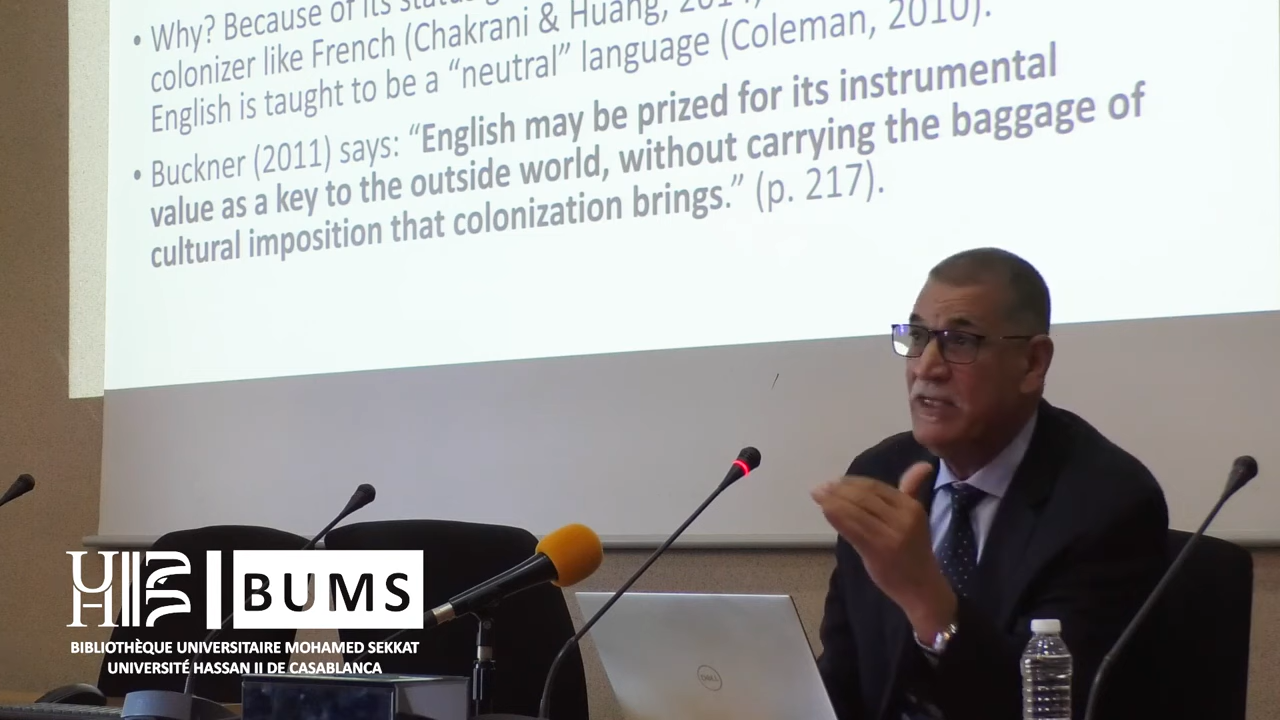 • Why? Because of its status
colonizer like French (Chakrani & Huang, 2014)
English is taught to be a “neutral” language (Coleman, 2010).
• Buckner (2011) says: “English may be prized for its instrumental
value as a key to the outside world, without carrying the baggage of
cultural imposition that colonization brings.” (p. 217).
UH
BUMS
BIBLIOTHÈQUE UNIVERSITAIRE MOHAMED SEKKAT
UNIVERSITÉ HASSAN II DE CASABLANCA
DELL